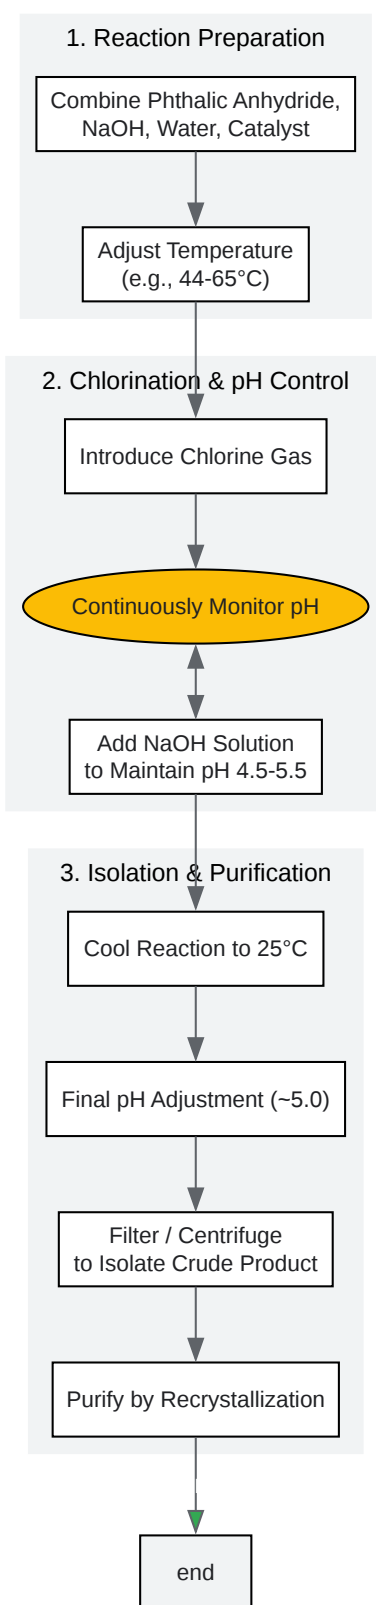 1. Reaction Preparation
Combine Phthalic Anhydride,
NaOH, Water, Catalyst
Adjust Temperature
(e.g., 44-65°C)
2. Chlorination & pH Control
Introduce Chlorine Gas
Continuously Monitor pH
Add NaOH Solution
to Maintain pH 4.5-5.5
3. Isolation & Purification
Cool Reaction to 25°C
Final pH Adjustment (~5.0)
Filter / Centrifuge
to Isolate Crude Product
Purify by Recrystallization
end